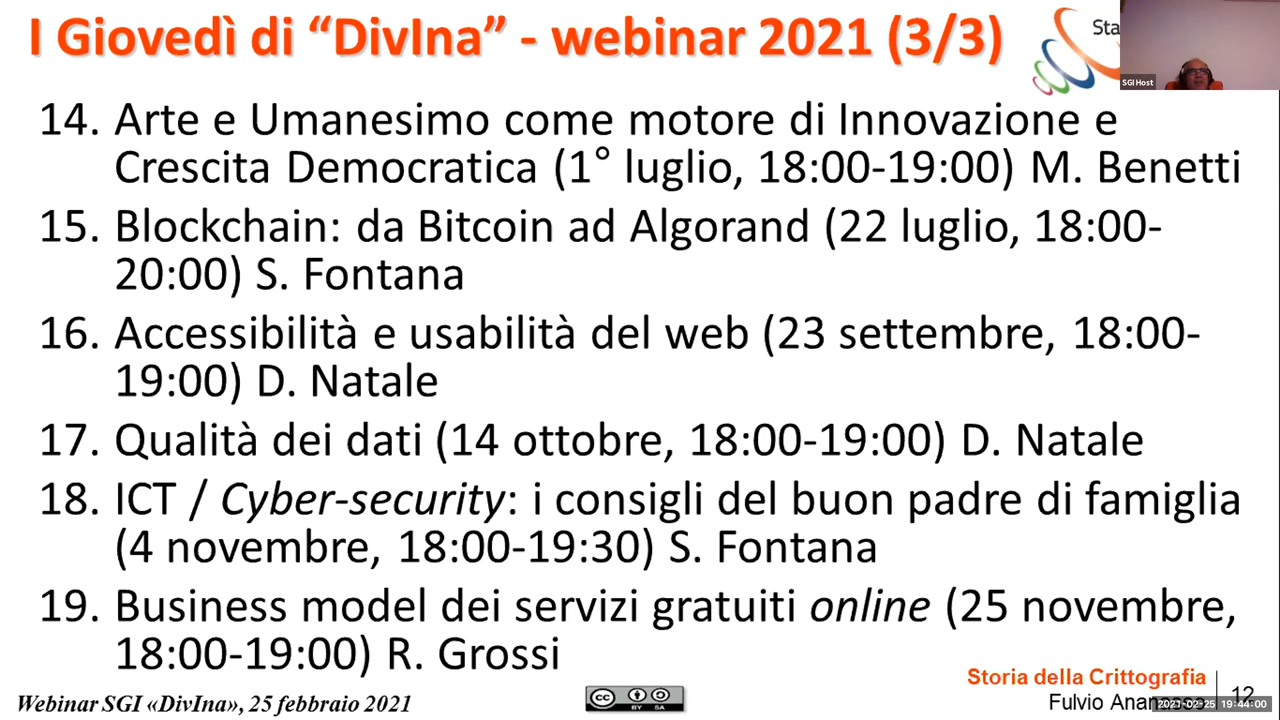 I Giovedì di “DivIna” - webinar 2021 (3/3)
Sta
SGI Host
14. Arte e Umanesimo come motore di Innovazione e
Crescita Democratica (1° luglio, 18:00-19:00) M. Benetti
15. Blockchain: da Bitcoin ad Algorand (22 luglio, 18:00-
20:00) S. Fontana
16. Accessibilità e usabilità del web (23 settembre, 18:00-
19:00) D. Natale
17. Qualità dei dati (14 ottobre, 18:00-19:00) D. Natale
18. ICT / Cyber-security: i consigli del buon padre di famiglia
(4 novembre, 18:00-19:30) S. Fontana
19. Business model dei servizi gratuiti online (25 novembre,
18:00-19:00) R. Grossi
Webinar SGI «DivIna», 25 febbraio 2021
cc BY SA
Storia della Crittografia
Fulvio
12
2021-02-25 19:44:00